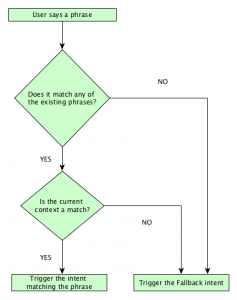 User says a phrase
Does it match any of
the existing phrases?
NO
YES
Is the current
context a match?
NO
YES
Trigger the intent
matching the phrase
Trigger the Fallback intent